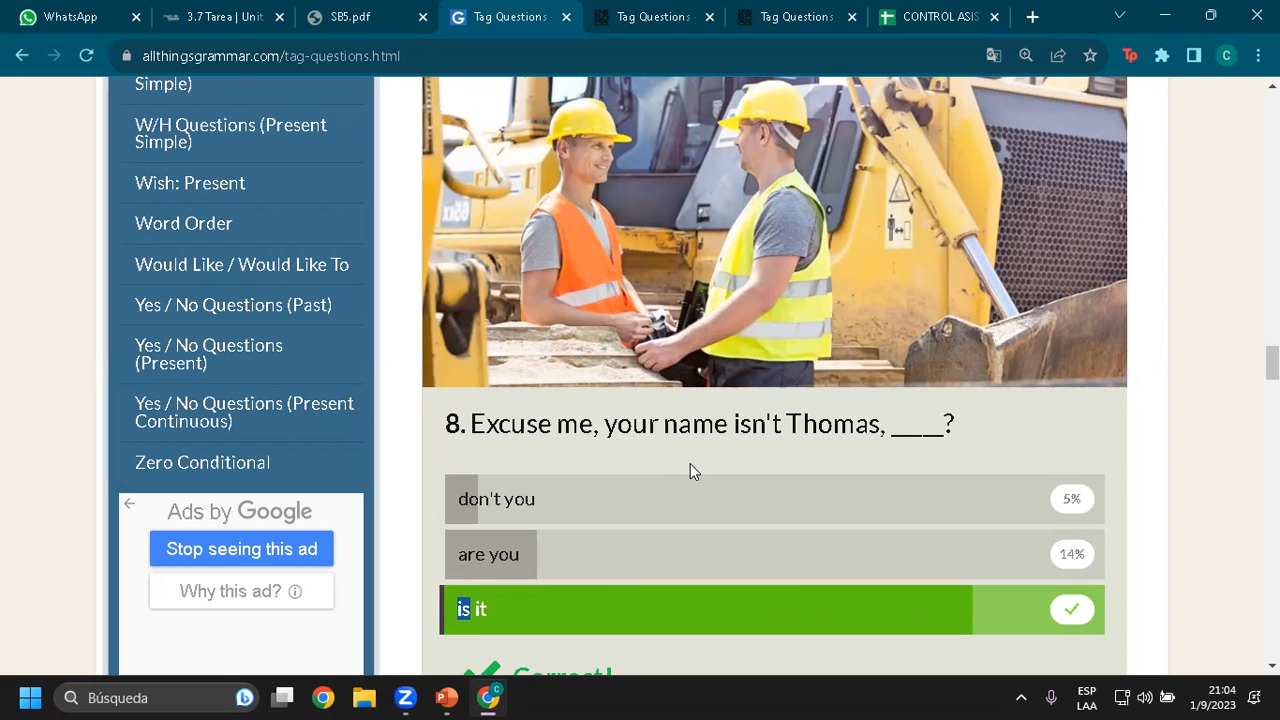 WhatsApp
3.7 Tarea | Unit
SB5.pdf
Tag Questions
Tag Questions
Tag Questions
CONTROL ASIS
allthingsgrammar.com/tag-questions.html
Simple)
W/H Questions (Present
Simple)
Wish: Present
Word Order
Would Like / Would Like To
Yes / No Questions (Past)
Yes / No Questions
(Present)
Yes / No Questions (Present
Continuous)
Zero Conditional
Ads by Google
Stop seeing this ad
Why this ad?
8. Excuse me, your name isn't Thomas, _____?
don't you
5%
are you
14%
is it
Correct!
Búsqueda
ESP
LAA
21:04
1/9/2023